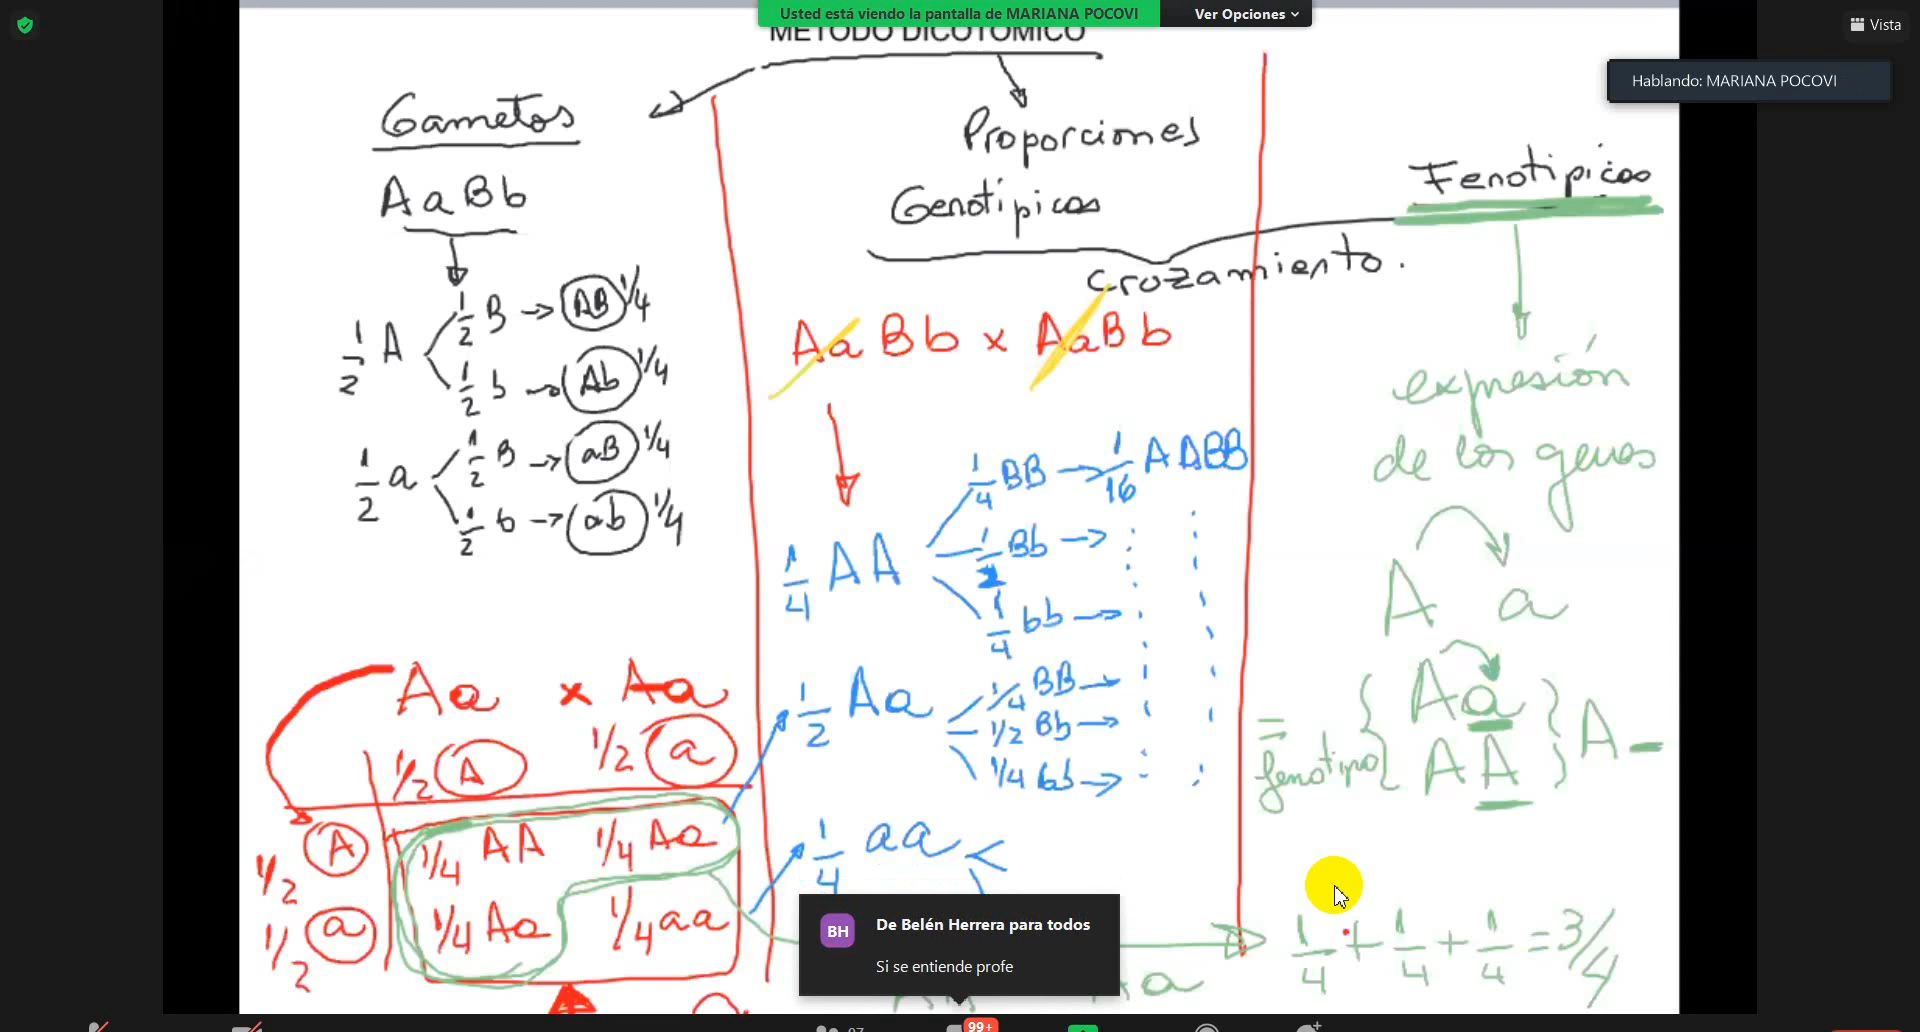 Usted está viendo la pantalla de MARIANA POCOVI
Ver Opciones
Vista
Hablando: MARIANA POCOVI
METODO DICOTOMICO
Gametos
AaBb
1/2 A
1/2 B → AB 1/4
1/2 b → Ab 1/4
1/2 a
1/2 B → aB 1/4
1/2 b → ab 1/4
Proporciones
Genotípicas
Fenotípicas
Cruzamiento.
AaBb x AaBb
1/4 AA
1/4 BB → 1/16 AABB
1/2 Bb →
1/4 bb →
1/2 Aa
1/4 BB →
1/2 Bb →
1/4 bb →
1/4 aa
expresión
de los genes
A a
Aa
= fenotipo { AA } A-
Aa x Aa
1/2 A 1/2 a
1/2 A 1/4 AA 1/4 Aa
1/2 a 1/4 Aa 1/4 aa
1/4 + 1/4 + 1/4 = 3/4
BH
De Belén Herrera para todos
Si se entiende profe
99+